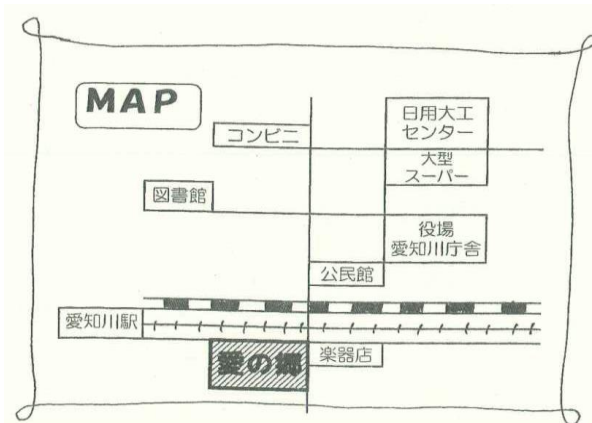 MAP
日用大工
センター
コンビニ
大型
スーパー
図書館
役場
愛知川庁舎
公民館
愛知川駅
愛の郷
楽器店